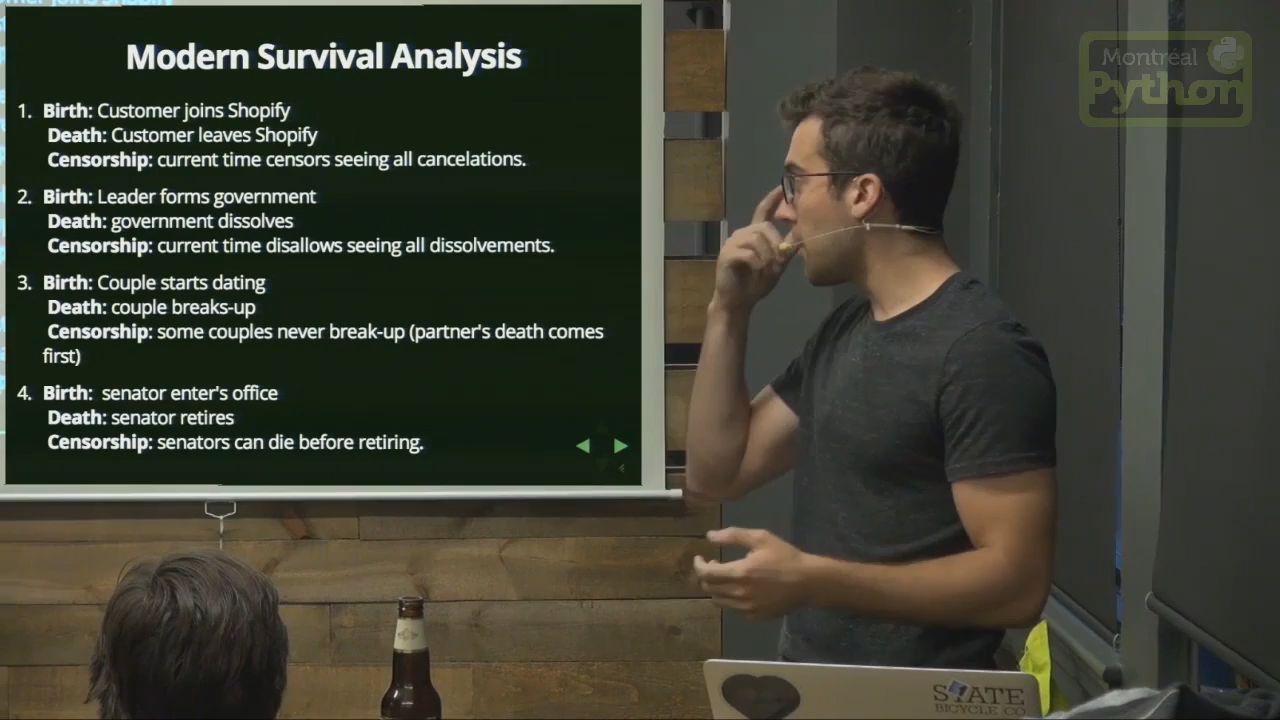 Modern Survival Analysis
1. Birth: Customer joins Shopify
Death: Customer leaves Shopify
Censorship: current time censors seeing all cancelations.
2. Birth: Leader forms government
Death: government dissolves
Censorship: current time disallows seeing all dissolvements.
3. Birth: Couple starts dating
Death: couple breaks-up
Censorship: some couples never break-up (partner's death comes
first)
4. Birth: senator enter's office
Death: senator retires
Censorship: senators can die before retiring.
Montréal
Python
STATE
BICYCLE CO